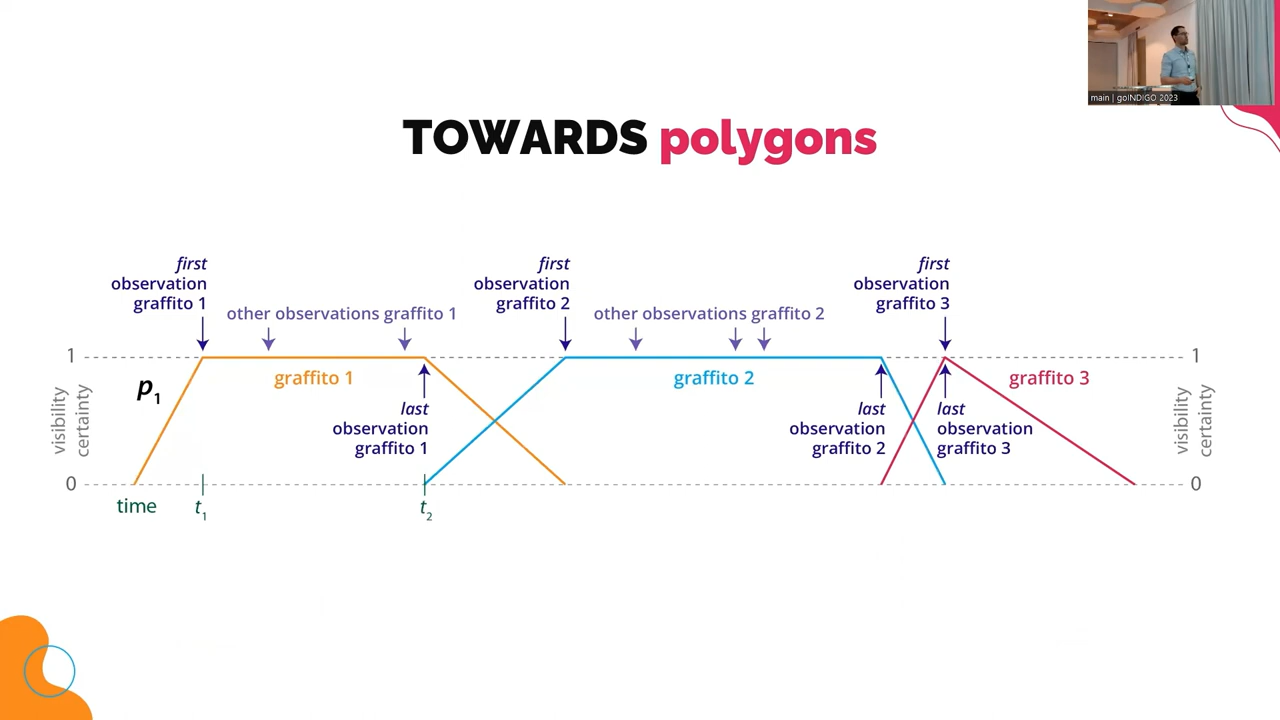 main | goINDIGO 2023
TOWARDS polygons
first
observation
graffito 1
other observations graffito 1
first
observation
graffito 2
other observations graffito 2
first
observation
graffito 3
1
1
p1
graffito 1
graffito 2
graffito 3
visibility
certainty
last
observation
graffito 1
last
observation
graffito 2
last
observation
graffito 3
visibility
certainty
0
0
time
t1
t2